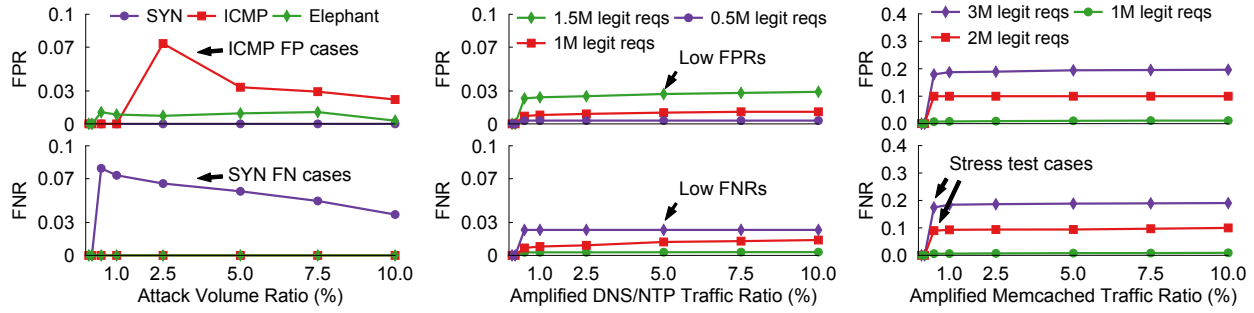 SYN ICMP Elephant
FPR
0.1
0.07
0.03
0
ICMP FP cases
FNR
0.1
0.07
0.03
0
SYN FN cases
1.0 2.5 5.0 7.5 10.0
Attack Volume Ratio (%)
1.5M legit reqs 0.5M legit reqs
1M legit reqs
FPR
0.1
0.07
0.03
0
Low FPRs
FNR
0.1
0.07
0.03
0
Low FNRs
1.0 2.5 5.0 7.5 10.0
Amplified DNS/NTP Traffic Ratio (%)
3M legit reqs 1M legit reqs
2M legit reqs
FPR
0.4
0.3
0.2
0.1
0.0
FNR
0.4
0.3
0.2
0.1
0.0
Stress test cases
1.0 2.5 5.0 7.5 10.0
Amplified Memcached Traffic Ratio (%)